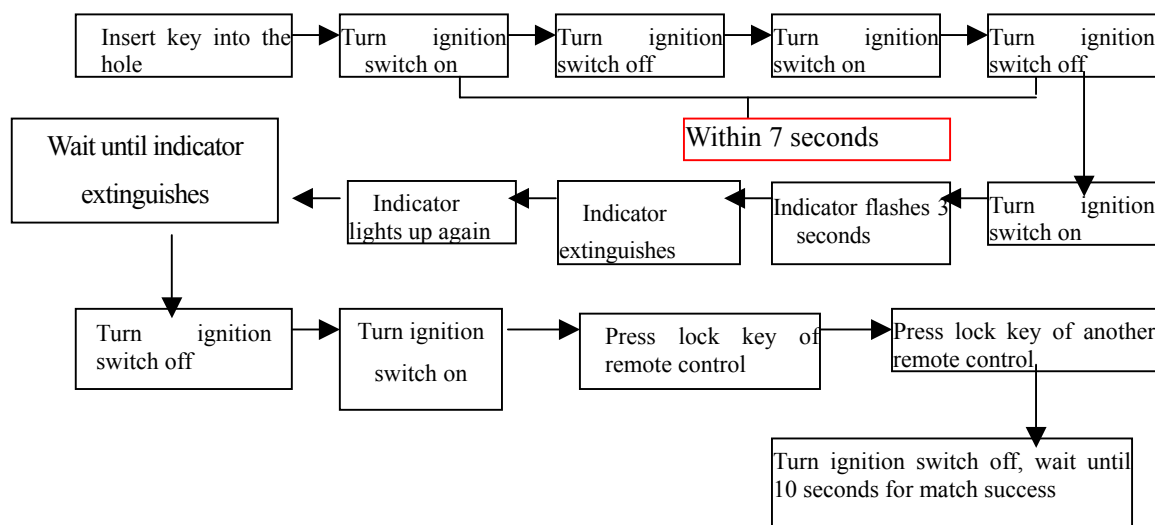 Insert key into the
hole
Turn ignition
switch on
Turn ignition
switch off
Turn ignition
switch on
Turn ignition
switch off
Within 7 seconds
Turn ignition
switch on
Indicator flashes 3
seconds
Indicator
extinguishes
Indicator
lights up again
Wait until indicator
extinguishes
Turn ignition
switch off
Turn ignition
switch on
Press lock key of
remote control
Press lock key of another
remote control
Turn ignition switch off, wait until
10 seconds for match success